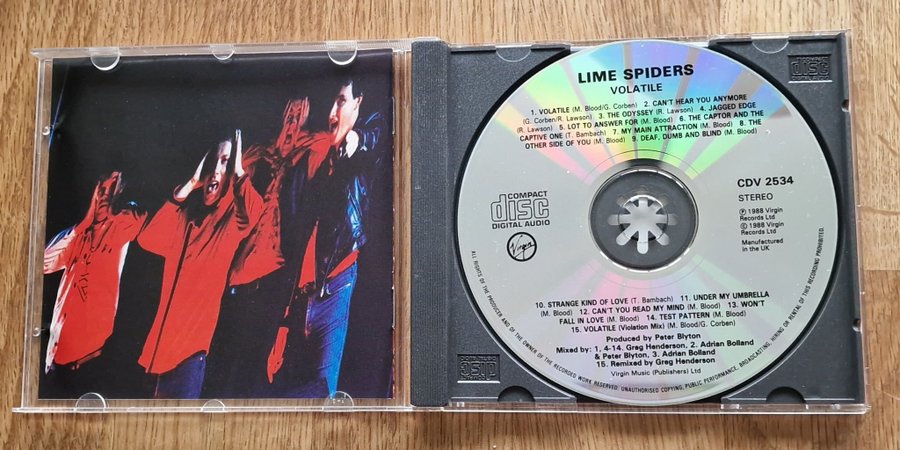 LIME SPIDERS
VOLATILE
1. VOLATILE (M. Blood/G. Corben) 2. CAN'T HEAR YOU ANYMORE
(G. Corben/R. Lawson) 3. THE ODYSSEY (R. Lawson) 4. JAGGED EDGE
(R. Lawson) 5. LOT TO ANSWER FOR (M. Blood) 6. THE CAPTOR AND THE
CAPTIVE ONE (T. Bambach) 7. MY MAIN ATTRACTION (M. Blood) 8. THE
OTHER SIDE OF YOU (M. Blood) 9. DEAF, DUMB AND BLIND (M. Blood)
COMPACT
disc
DIGITAL AUDIO
Virgin
CDV 2534
STEREO
Ⓟ 1988 Virgin
Records Ltd
© 1988 Virgin
Records Ltd
Manufactured
in the UK
10. STRANGE KIND OF LOVE (T. Bambach) 11. UNDER MY UMBRELLA
(M. Blood) 12. CAN'T YOU READ MY MIND (M. Blood) 13. WON'T
FALL IN LOVE (M. Blood) 14. TEST PATTERN (M. Blood)
15. VOLATILE (Violation Mix) (M. Blood/G. Corben)
Produced by Peter Blyton
Mixed by: 1, 4-14. Greg Henderson, 2. Adrian Bolland
& Peter Blyton, 3. Adrian Bolland
15. Remixed by Greg Henderson
Virgin Music (Publishers) Ltd
ALL RIGHTS OF THE PRODUCER AND OF THE OWNER OF THE RECORDED WORK RESERVED. UNAUTHORISED COPYING, PUBLIC PERFORMANCE, BROADCASTING, HIRING OR RENTAL OF THIS RECORDING PROHIBITED.
COMPACT
disc
DIGITAL AUDIO
COMPACT
disc